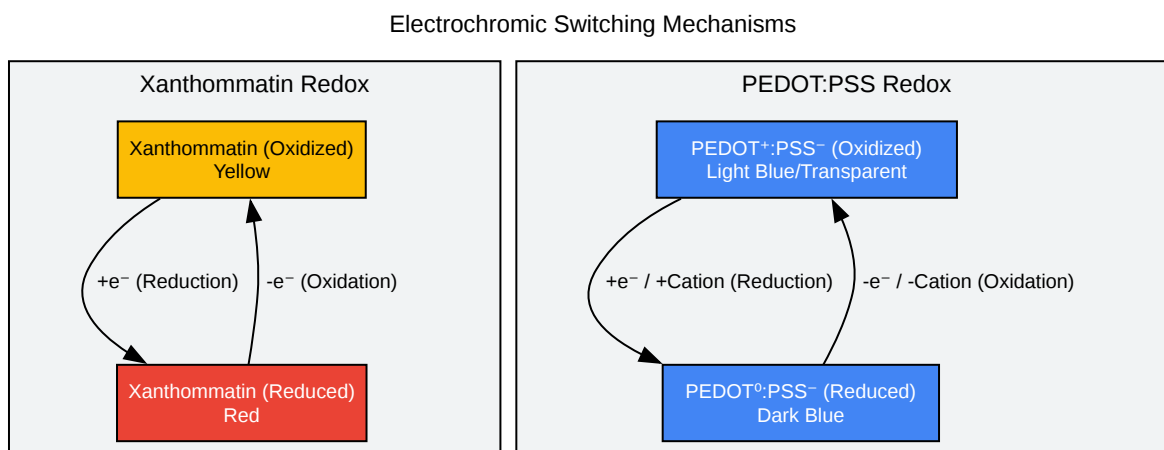 Electrochromic Switching Mechanisms
Xanthommatin Redox
Xanthommatin (Oxidized)
Yellow
+e⁻ (Reduction)
-e⁻ (Oxidation)
Xanthommatin (Reduced)
Red
PEDOT:PSS Redox
PEDOT⁺:PSS⁻ (Oxidized)
Light Blue/Transparent
+e⁻ / +Cation (Reduction)
-e⁻ / -Cation (Oxidation)
PEDOT⁰:PSS⁻ (Reduced)
Dark Blue